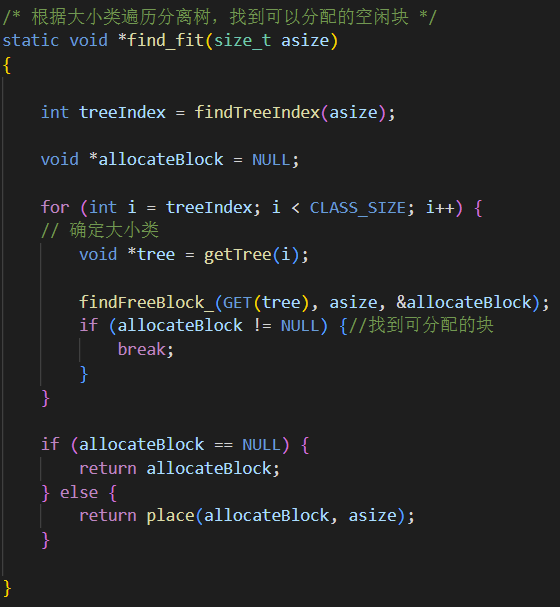 /* 根据大小类遍历分离树，找到可以分配的空闲块 */
static void *find_fit(size_t asize)
{
int treeIndex = findTreeIndex(asize);
void *allocateBlock = NULL;
for (int i = treeIndex; i < CLASS_SIZE; i++) {
// 确定大小类
void *tree = getTree(i);
findFreeBlock_(GET(tree), asize, &allocateBlock);
if (allocateBlock != NULL) {//找到可分配的块
break;
}
}
if (allocateBlock == NULL) {
return allocateBlock;
} else {
return place(allocateBlock, asize);
}
}